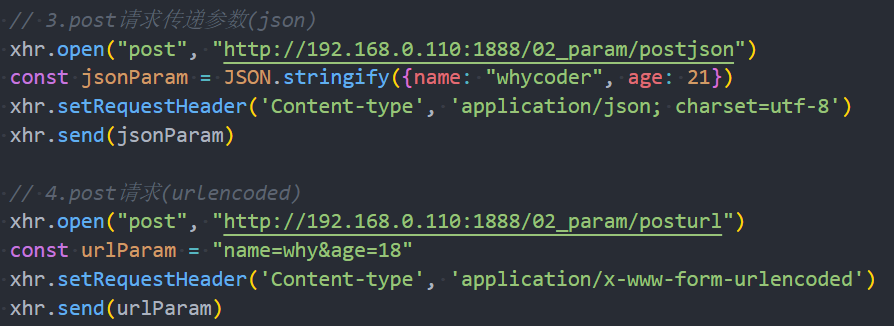 // 3.post请求传递参数(json)
xhr.open("post", "http://192.168.0.110:1888/02_param/postjson")
const jsonParam = JSON.stringify({name: "whycoder", age: 21})
xhr.setRequestHeader('Content-type', 'application/json; charset=utf-8')
xhr.send(jsonParam)
// 4.post请求(urlencoded)
xhr.open("post", "http://192.168.0.110:1888/02_param/posturl")
const urlParam = "name=why&age=18"
xhr.setRequestHeader('Content-type', 'application/x-www-form-urlencoded')
xhr.send(urlParam)